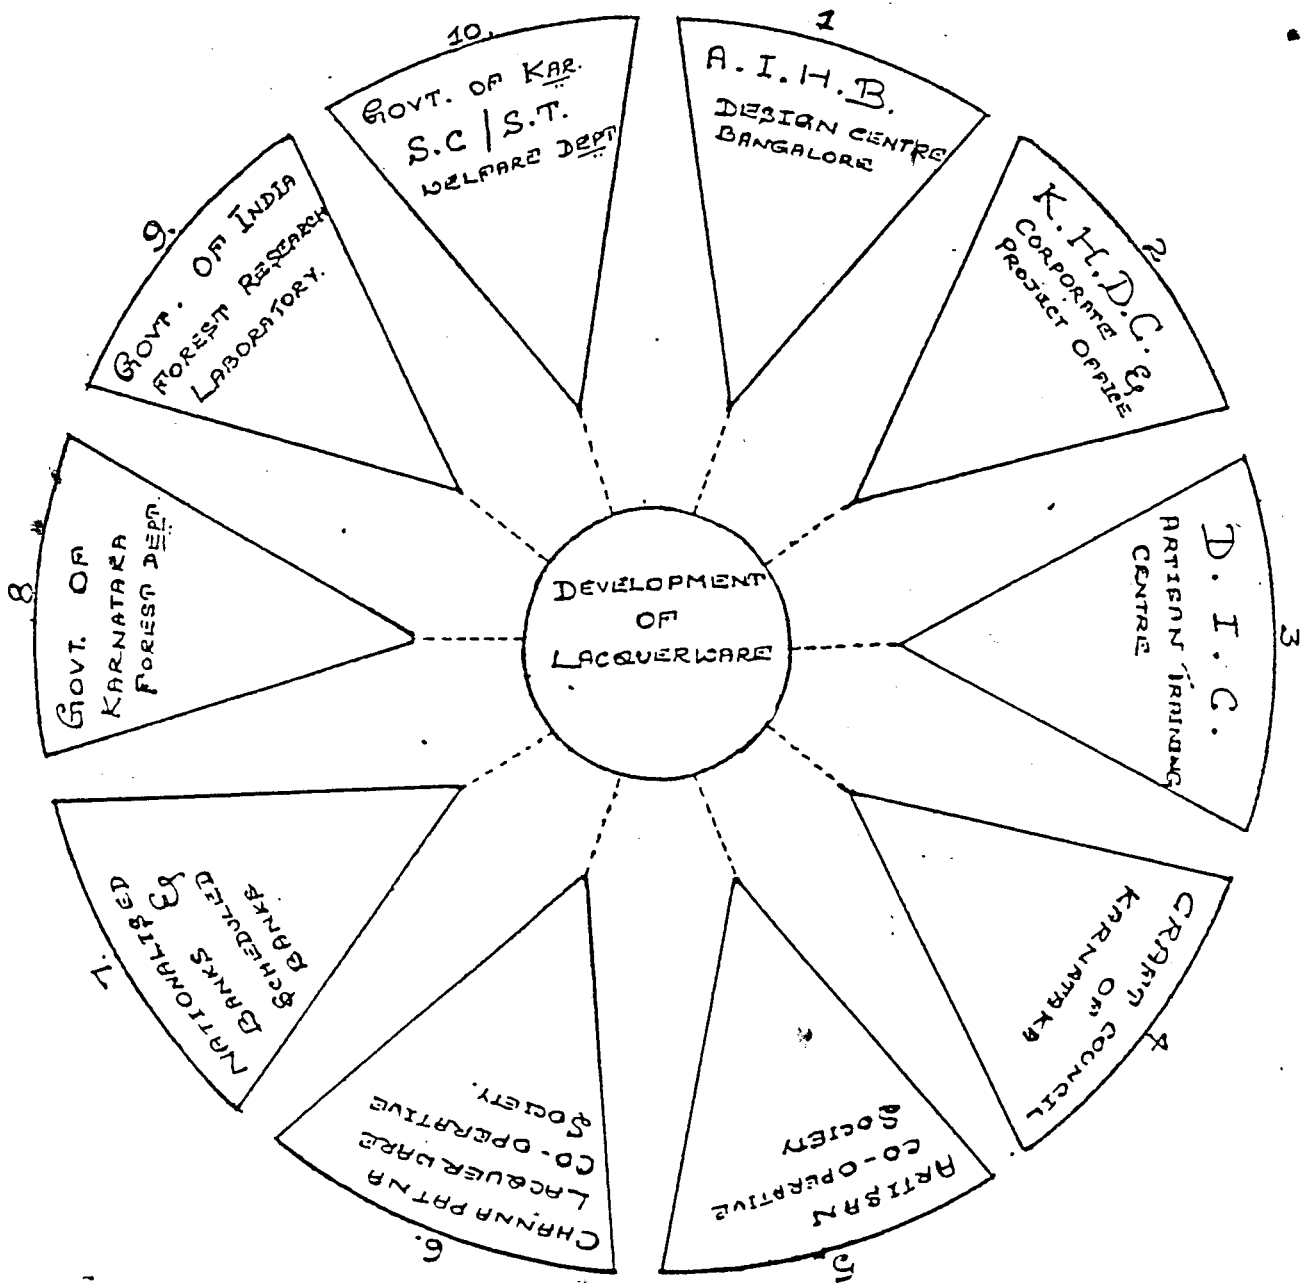 DEVELOPMENT
OF
LACQUERWARE
1
A.I.H.B.
DESIGN CENTRE
BANGALORE
2
K.H.D.C. &
CORPORATE
PROJECT OFFICE
3
D.I.C.
ARTISAN TRAINING
CENTRE
4
CRAFT COUNCIL
OF
KARNATAKA
5
ARTISAN
CO-OPERATIVE
SOCIETY
6.
CHANNAPATNA
LACQUERWARE
CO-OPERATIVE
SOCIETY.
7.
NATIONALISED
BANKS &
SCHEDULED
BANKS
8
GOVT. OF
KARNATAKA
FOREST DEPT
9.
GOVT. OF INDIA
FOREST RESEARCH
LABORATORY.
10.
GOVT. OF KAR.
S.C | S.T.
WELFARE DEPT